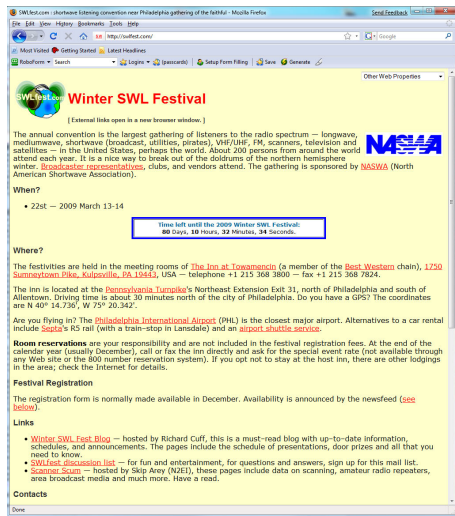 SWLfest.com : shortwave listening convention near Philadelphia gathering of the faithful - Mozilla Firefox
Send Feedback
File Edit View History Bookmarks Tools Help
http://swlfest.com/
Google
Most Visited Getting Started Latest Headlines
RoboForm Search Logins (passcards) Setup Form Filling Save Generate
Other Web Properties
SWLfest.com
Winter SWL Festival
[ External links open in a new browser window. ]
The annual convention is the largest gathering of listeners to the radio spectrum — longwave,
mediumwave, shortwave (broadcast, utilities, pirates), VHF/UHF, FM, scanners, television and
satellites — in the United States, perhaps the world. About 200 persons from around the world
attend each year. It is a nice way to break out of the doldrums of the northern hemisphere
winter. Broadcaster representatives, clubs, and vendors attend. The gathering is sponsored by NASWA (North
American Shortwave Association).
NASWA
When?
• 22st — 2009 March 13-14
Time left until the 2009 Winter SWL Festival:
80 Days, 10 Hours, 32 Minutes, 34 Seconds.
Where?
The festivities are held in the meeting rooms of The Inn at Towamencin (a member of the Best Western chain), 1750
Sumneytown Pike, Kulpsville, PA 19443, USA — telephone +1 215 368 3800 — fax +1 215 368 7824.
The inn is located at the Pennsylvania Turnpike's Northeast Extension Exit 31, north of Philadelphia and south of
Allentown. Driving time is about 30 minutes north of the city of Philadelphia. Do you have a GPS? The coordinates
are N 40° 14.736', W 75° 20.342'.
Are you flying in? The Philadelphia International Airport (PHL) is the closest major airport. Alternatives to a car rental
include Septa's R5 rail (with a train–stop in Lansdale) and an airport shuttle service.
Room reservations are your responsibility and are not included in the festival registration fees. At the end of the
calendar year (usually December), call or fax the inn directly and ask for the special event rate (not available through
any Web site or the 800 number reservation system). If you opt not to stay at the host inn, there are other lodgings
in the area; check the Internet for details.
Festival Registration
The registration form is normally made available in December. Availability is announced by the newsfeed (see
below).
Links
• Winter SWL Fest Blog — hosted by Richard Cuff, this is a must–read blog with up–to–date information,
schedules, and announcements. The pages include the schedule of presentations, door prizes and all that you
need to know.
• SWLfest discussion list — for fun and entertainment, for questions and answers, sign up for this mail list.
• Scanner Scum — hosted by Skip Arey (N2EI), these pages include data on scanning, amateur radio repeaters,
area broadcast media and much more. Have a read.
Contacts
Done